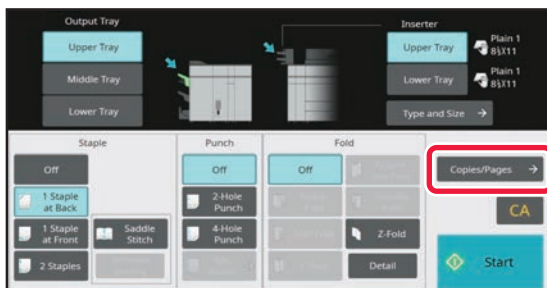 Output Tray
Upper Tray
Middle Tray
Lower Tray
Inserter
Upper Tray
Plain 1
8½X11
Lower Tray
Plain 1
8½X11
Type and Size
Staple
Off
1 Staple
at Back
1 Staple
at Front
2 Staples
Saddle
Stitch
Punch
Off
2-Hole
Punch
4-Hole
Punch
Fold
Off
Z-Fold
Detail
Copies/Pages
CA
Start